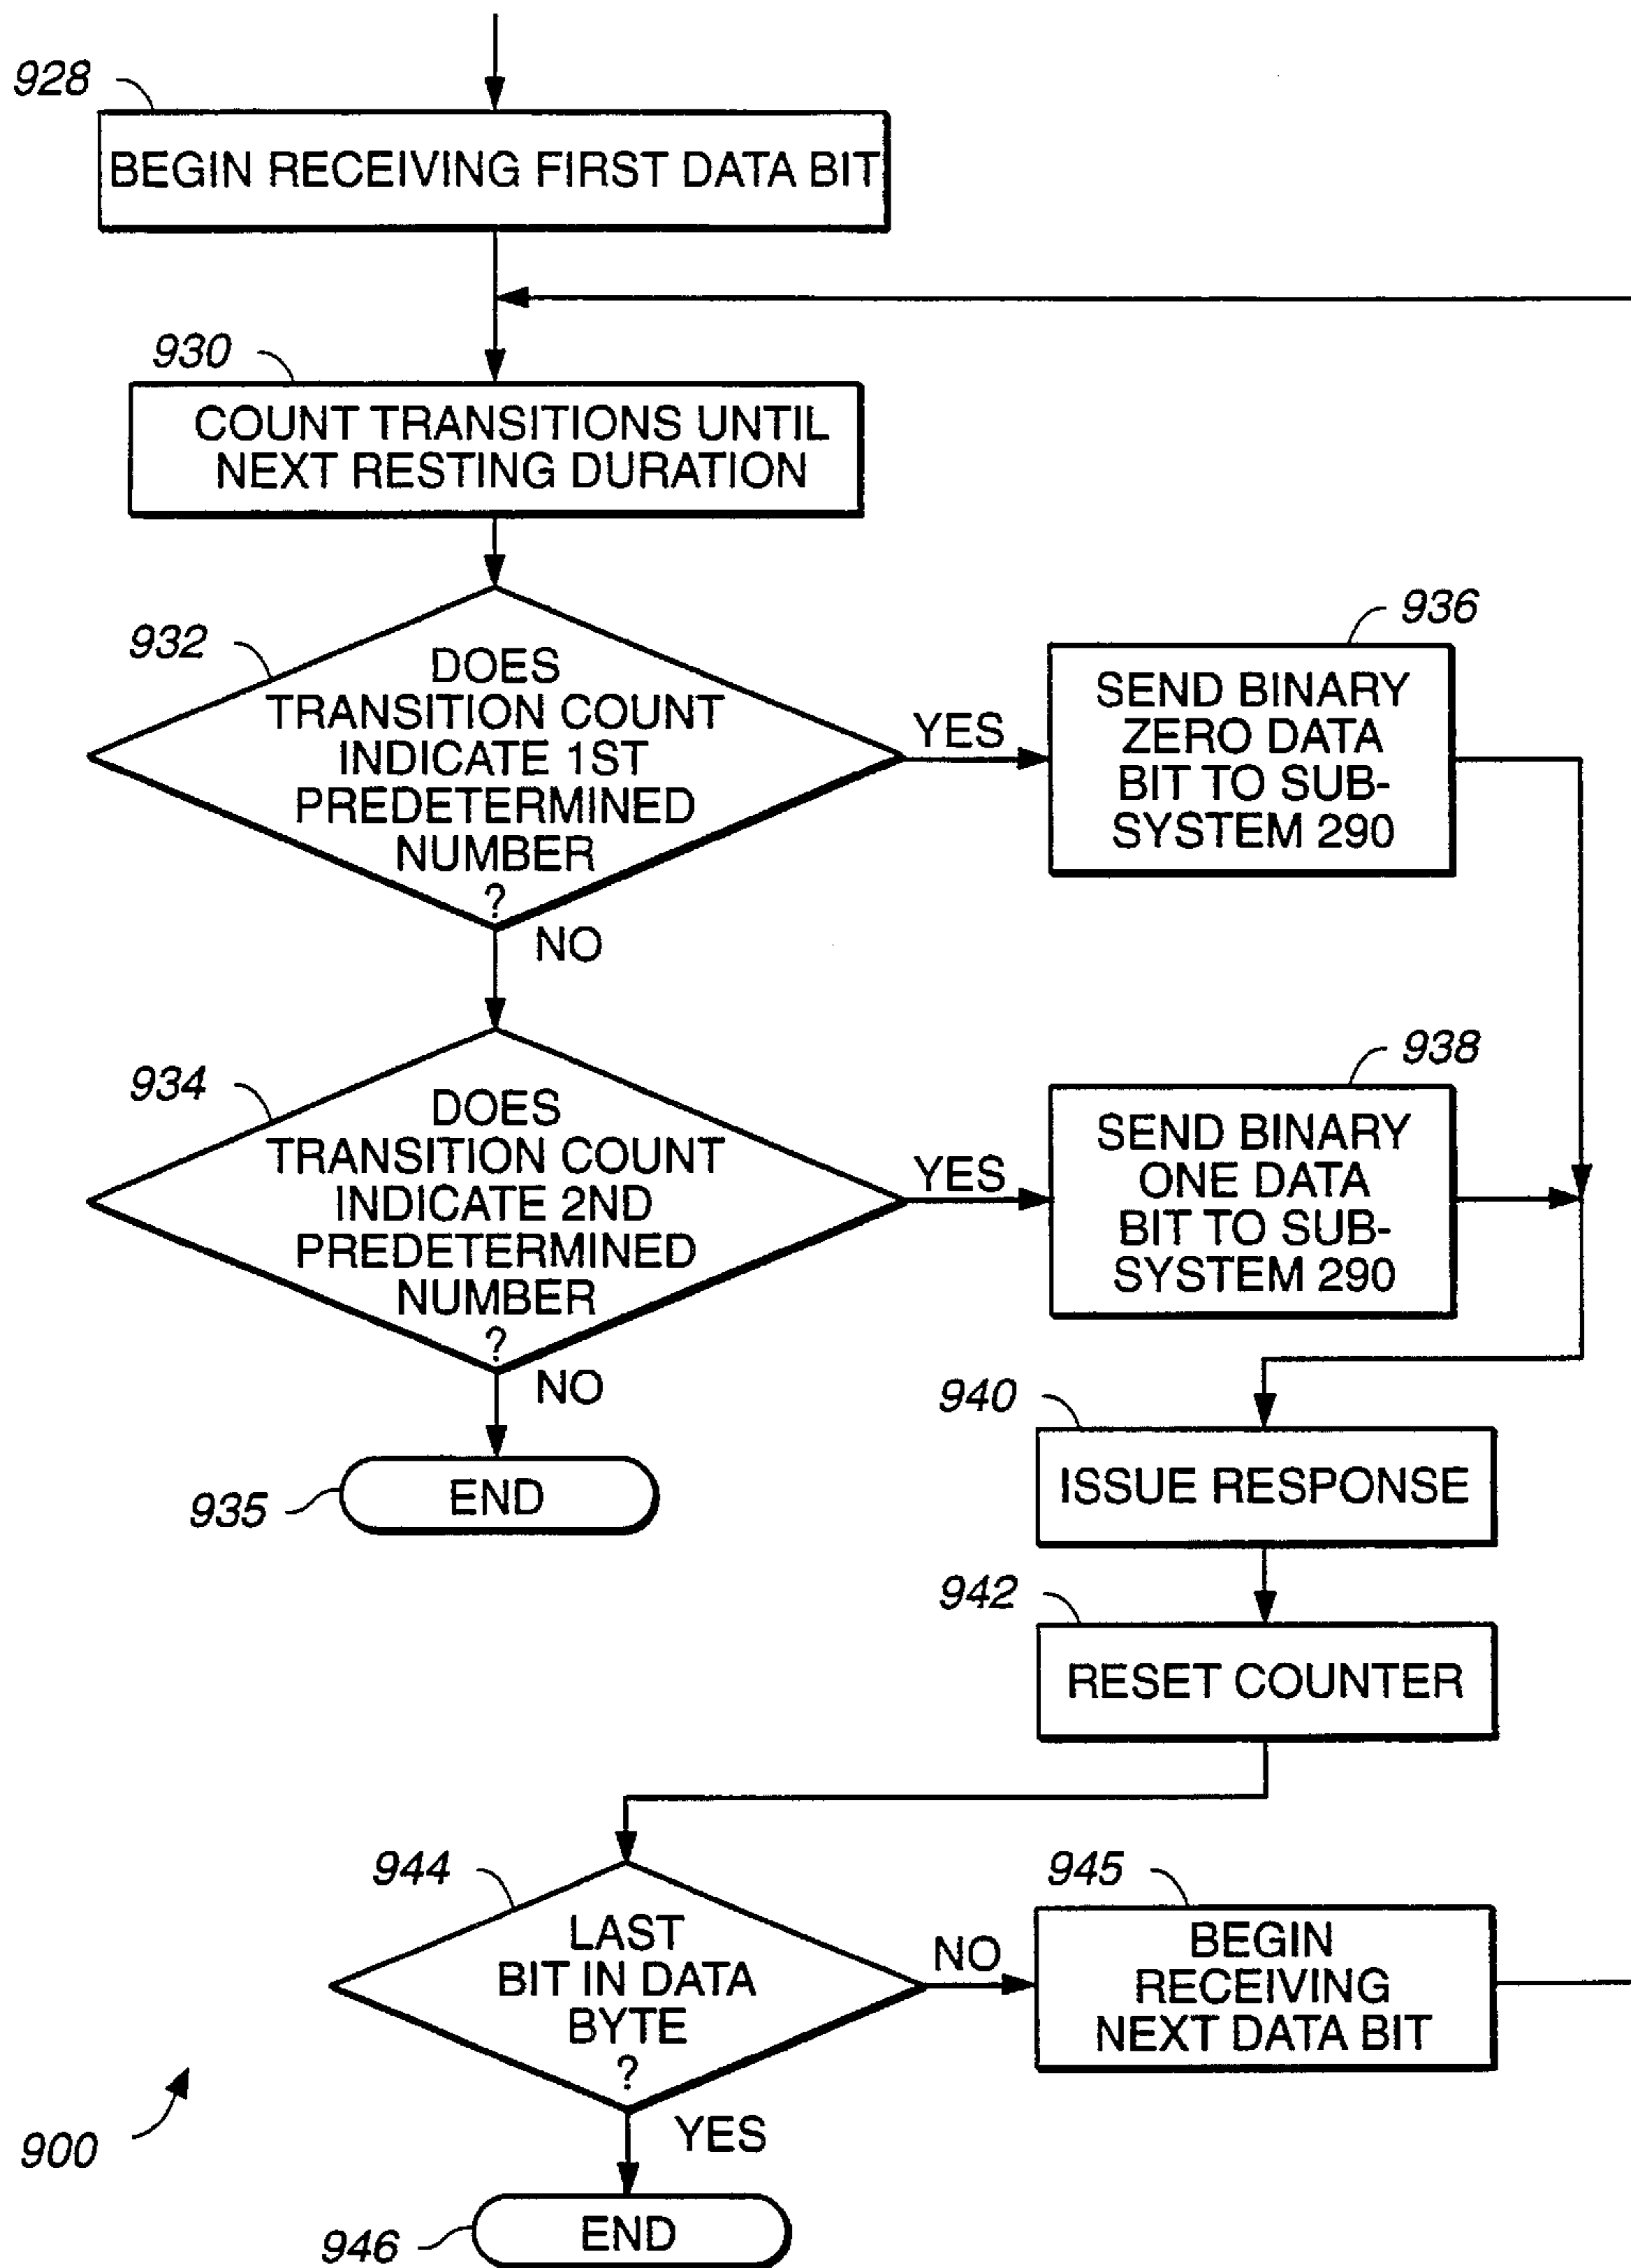 928
BEGIN RECEIVING FIRST DATA BIT
930
COUNT TRANSITIONS UNTIL
NEXT RESTING DURATION
932
DOES
TRANSITION COUNT
INDICATE 1ST
PREDETERMINED
NUMBER
?
YES
NO
936
SEND BINARY
ZERO DATA
BIT TO SUB-
SYSTEM 290
934
DOES
TRANSITION COUNT
INDICATE 2ND
PREDETERMINED
NUMBER
?
YES
NO
938
SEND BINARY
ONE DATA
BIT TO SUB-
SYSTEM 290
935
END
940
ISSUE RESPONSE
942
RESET COUNTER
944
LAST
BIT IN DATA
BYTE
?
NO
YES
945
BEGIN
RECEIVING
NEXT DATA BIT
900
946
END